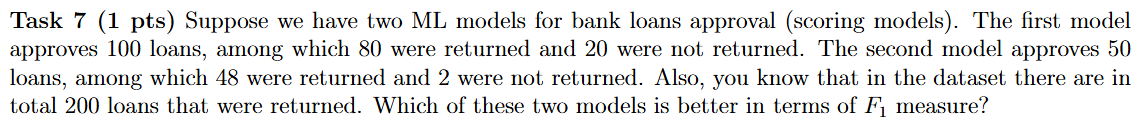 Task 7 (1 pts) Suppose we have two ML models for bank loans approval (scoring models). The first model
approves 100 loans, among which 80 were returned and 20 were not returned. The second model approves 50
loans, among which 48 were returned and 2 were not returned. Also, you know that in the dataset there are in
total 200 loans that were returned. Which of these two models is better in terms of F₁ measure?